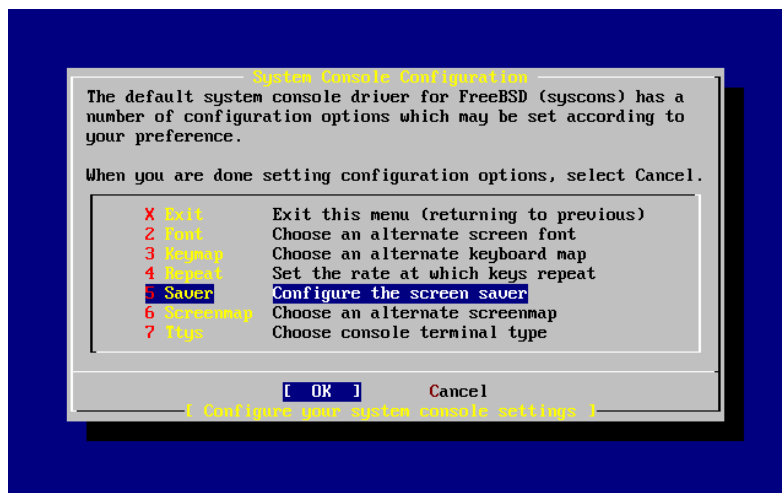 System Console Configuration
The default system console driver for FreeBSD (syscons) has a
number of configuration options which may be set according to
your preference.
When you are done setting configuration options, select Cancel.
X Exit Exit this menu (returning to previous)
2 Font Choose an alternate screen font
3 Keymap Choose an alternate keyboard map
4 Repeat Set the rate at which keys repeat
5 Saver Configure the screen saver
6 Screenmap Choose an alternate screenmap
7 Ttys Choose console terminal type
[ OK ] Cancel
[ Configure your system console settings ]